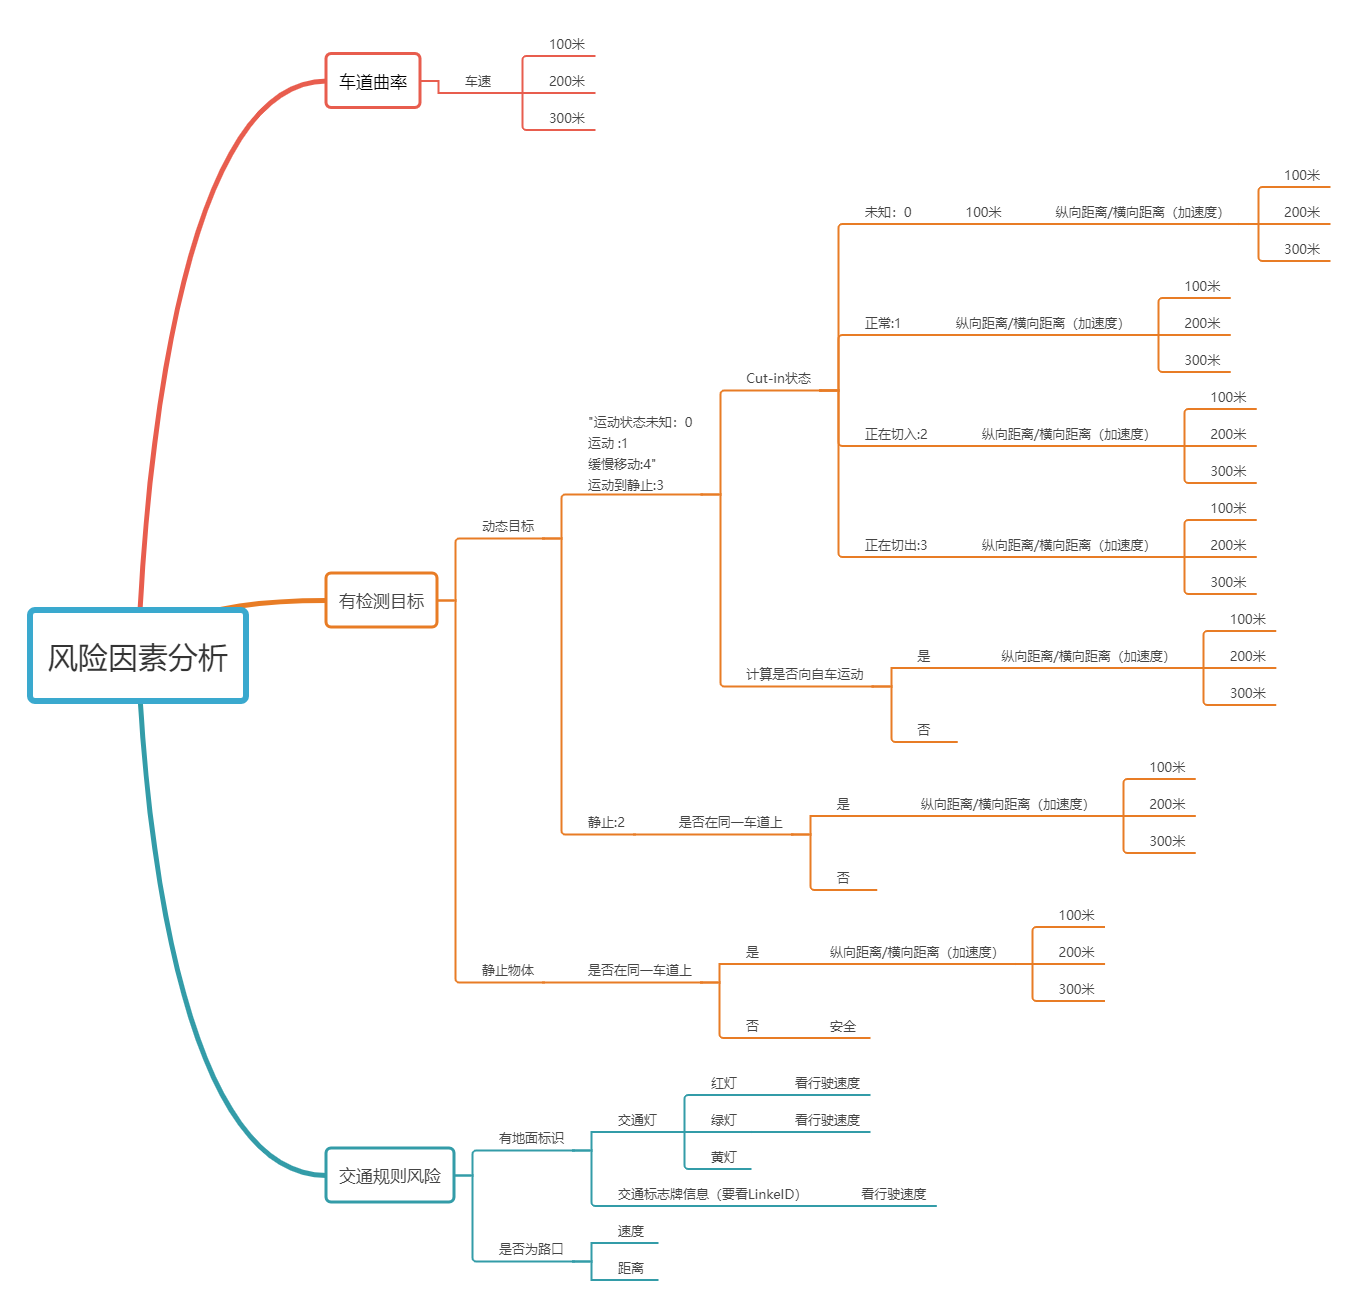 风险因素分析
车道曲率
车速
100米
200米
300米
有检测目标
动态目标
"运动状态未知：0
运动 :1
缓慢移动:4"
运动到静止:3
Cut-in状态
未知：0
100米
纵向距离/横向距离（加速度）
100米
200米
300米
正常:1
纵向距离/横向距离（加速度）
100米
200米
300米
正在切入:2
纵向距离/横向距离（加速度）
100米
200米
300米
正在切出:3
纵向距离/横向距离（加速度）
100米
200米
300米
计算是否向自车运动
是
纵向距离/横向距离（加速度）
100米
200米
300米
否
静止:2
是否在同一车道上
是
纵向距离/横向距离（加速度）
100米
200米
300米
否
静止物体
是否在同一车道上
是
纵向距离/横向距离（加速度）
100米
200米
300米
否
安全
交通规则风险
有地面标识
交通灯
红灯
看行驶速度
绿灯
看行驶速度
黄灯
交通标志牌信息（要看LinkeID）
看行驶速度
是否为路口
速度
距离